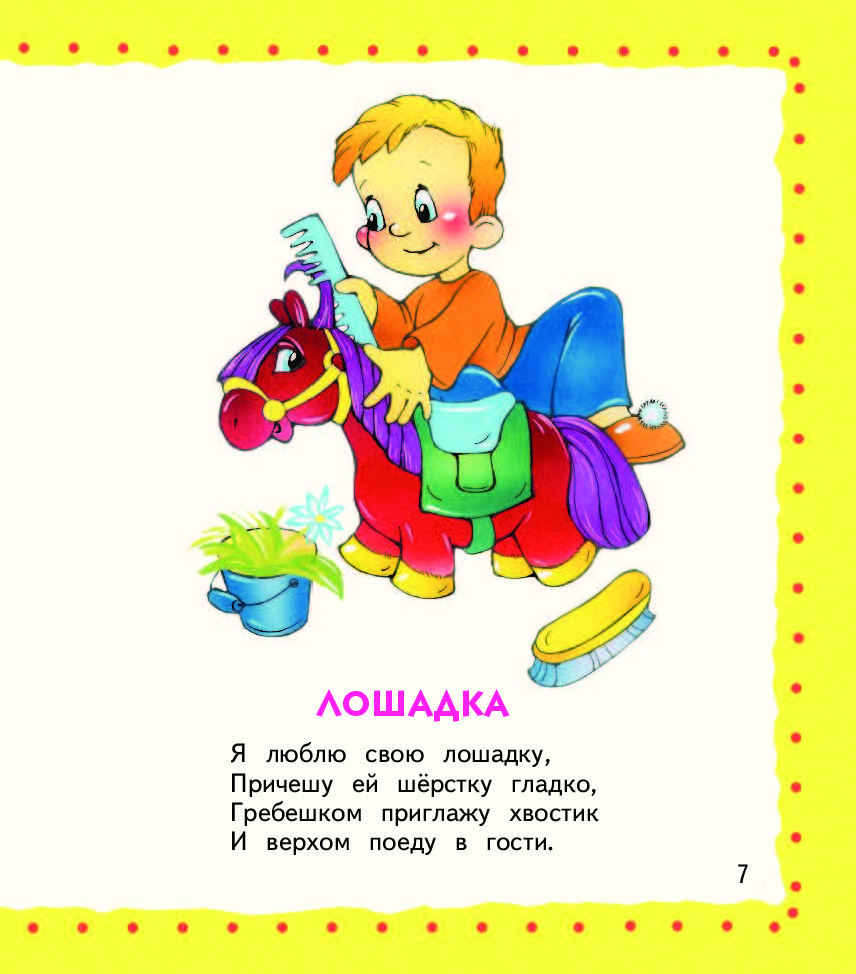 ЛОШАДКА
Я люблю свою лошадку,
Причешу ей шёрстку гладко,
Гребешком приглажу хвостик
И верхом поеду в гости.
7